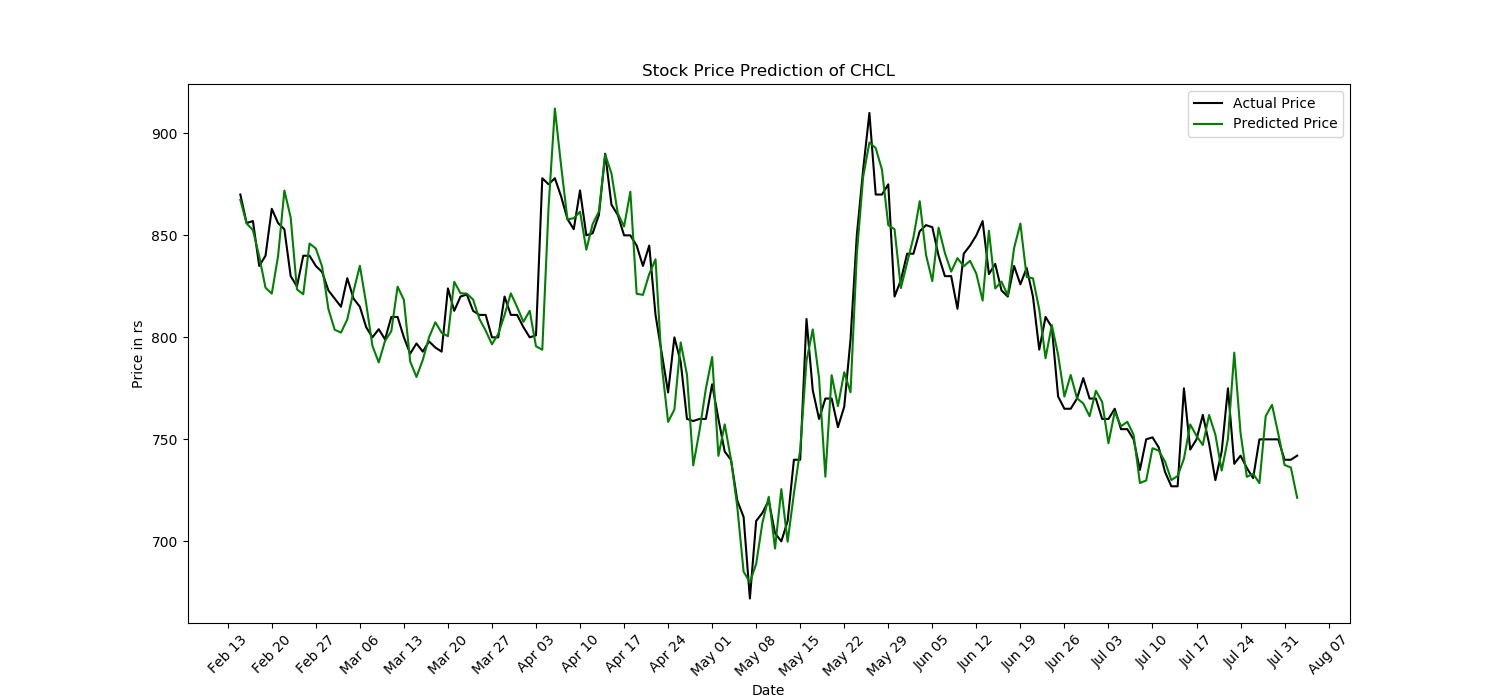 Stock Price Prediction of CHCL
Actual Price
Predicted Price
Price in rs
900
850
800
750
700
Feb 13
Feb 20
Feb 27
Mar 06
Mar 13
Mar 20
Mar 27
Apr 03
Apr 10
Apr 17
Apr 24
May 01
May 08
May 15
May 22
May 29
Jun 05
Jun 12
Jun 19
Jun 26
Jul 03
Jul 10
Jul 17
Jul 24
Jul 31
Aug 07
Date